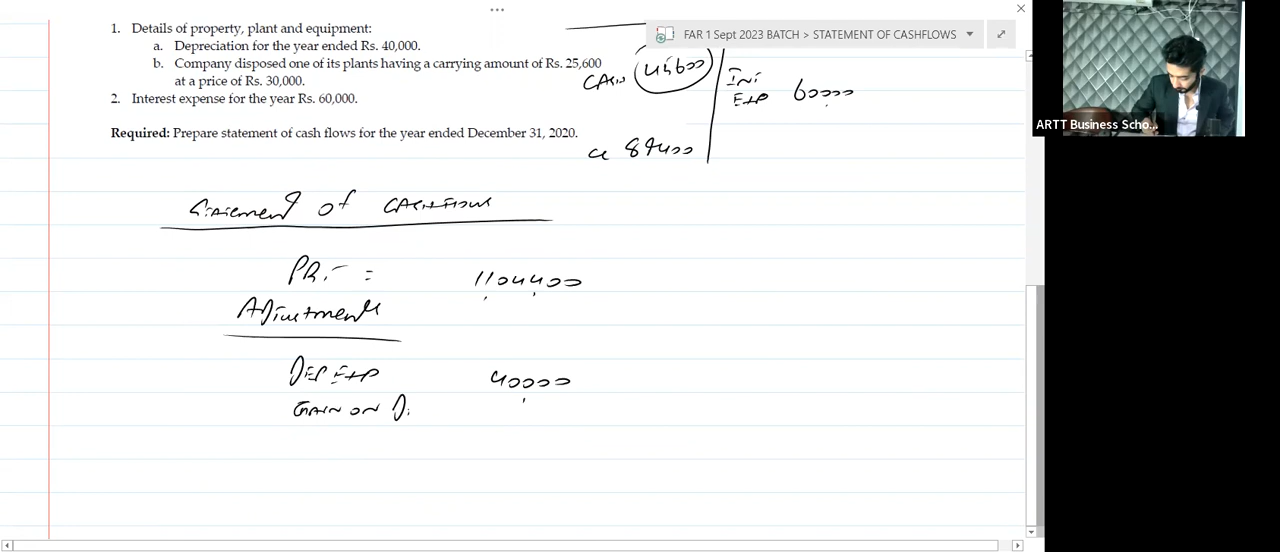 1. Details of property, plant and equipment:
a. Depreciation for the year ended Rs. 40,000.
b. Company disposed one of its plants having a carrying amount of Rs. 25,600
at a price of Rs. 30,000.
2. Interest expense for the year Rs. 60,000.
Required: Prepare statement of cash flows for the year ended December 31, 2020.
FAR 1 Sept 2023 BATCH > STATEMENT OF CASHFLOWS
ARTT Business Scho...
CASH 45600
INT
EXP 60000
87400
Statement of CASHFlows
1104400
Adjustments
DEP EXP 40000
GAIN ON D.